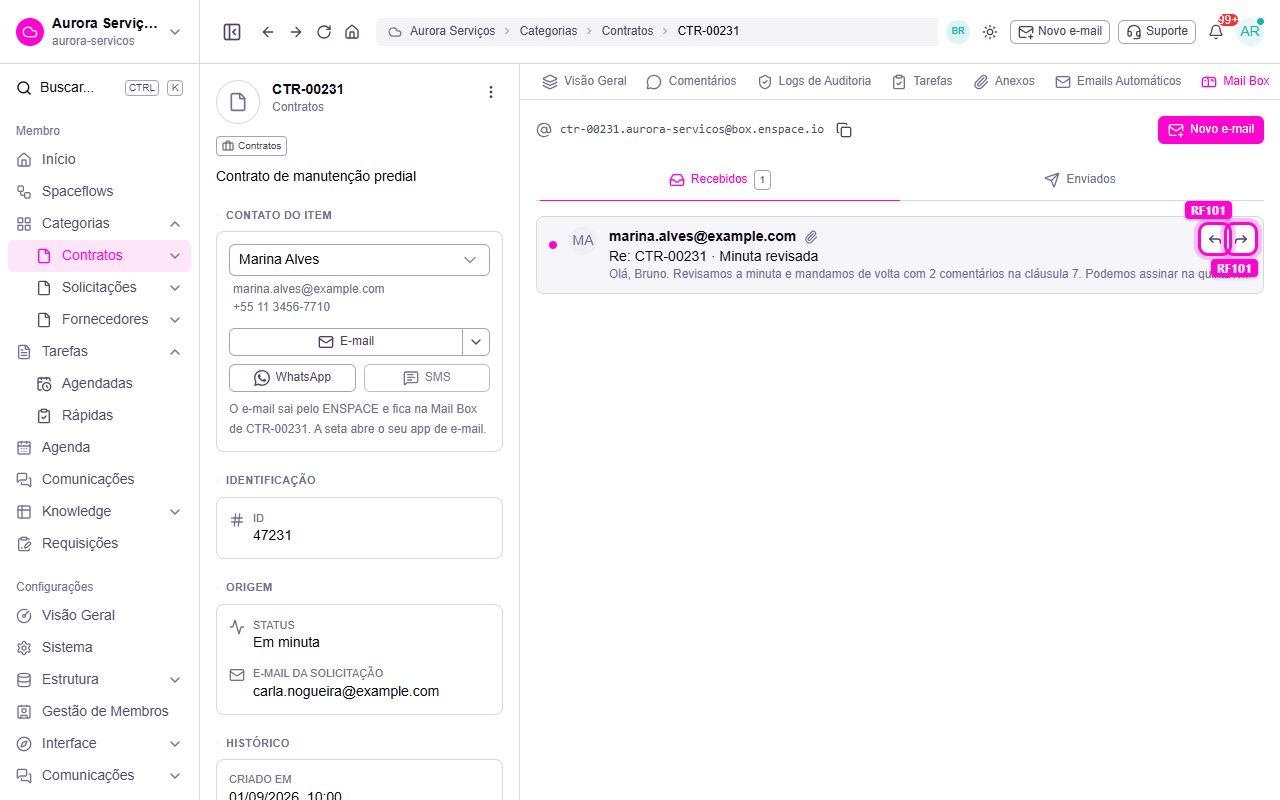 Aurora Serviç...
aurora-servicos
Aurora Serviços
Categorias
Contratos
CTR-00231
BR
Novo e-mail
Suporte
99+
AR
Buscar...
CTRL
K
Membro
Início
Spaceflows
Categorias
Contratos
Solicitações
Fornecedores
Tarefas
Agendadas
Rápidas
Agenda
Comunicações
Knowledge
Requisições
Configurações
Visão Geral
Sistema
Estrutura
Gestão de Membros
Interface
Comunicações
CTR-00231
Contratos
Contratos
Contrato de manutenção predial
CONTATO DO ITEM
Marina Alves
marina.alves@example.com
+55 11 3456-7710
E-mail
WhatsApp
SMS
O e-mail sai pelo ENSPACE e fica na Mail Box
de CTR-00231. A seta abre o seu app de e-mail.
IDENTIFICAÇÃO
ID
47231
ORIGEM
STATUS
Em minuta
E-MAIL DA SOLICITAÇÃO
carla.nogueira@example.com
HISTÓRICO
CRIADO EM
01/09/2026, 10:00
Visão Geral
Comentários
Logs de Auditoria
Tarefas
Anexos
Emails Automáticos
Mail Box
ctr-00231.aurora-servicos@box.enspace.io
Novo e-mail
Recebidos
1
Enviados
RF101
MA
marina.alves@example.com
Re: CTR-00231 · Minuta revisada
Olá, Bruno. Revisamos a minuta e mandamos de volta com 2 comentários na cláusula 7. Podemos assinar na
RF101